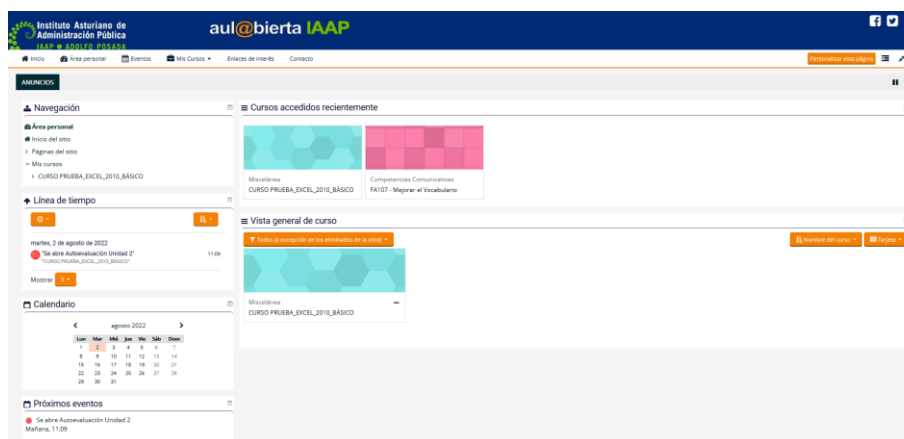 Instituto Asturiano de
Administración Pública
IAAP ADOLFO POSADA
aul@bierta IAAP
Inicio Área personal Eventos Mis Cursos Enlaces de interés Contacto Personalizar esta página
ANUNCIOS
Navegación
Área personal
Inicio del sitio
Páginas del sitio
Mis cursos
CURSO PRUEBA_EXCEL_2010_BÁSICO
Línea de tiempo
martes, 2 de agosto de 2022
"Se abre Autoevaluación Unidad 2" 11:09
"CURSO PRUEBA_EXCEL_2010_BÁSICO"
Mostrar 5
Calendario
agosto 2022
Lun Mar Mié Jue Vie Sáb Dom
1 2 3 4 5 6 7
8 9 10 11 12 13 14
15 16 17 18 19 20 21
22 23 24 25 26 27 28
29 30 31
Próximos eventos
Se abre Autoevaluación Unidad 2
Mañana, 11:09
Cursos accedidos recientemente
Miscelánea
CURSO PRUEBA_EXCEL_2010_BÁSICO
Competencias Comunicativas
FA107 - Mejorar el Vocabulario
Vista general de curso
Todos (a excepción de los eliminados de la vista) Nombre del curso Tarjeta
Miscelánea
CURSO PRUEBA_EXCEL_2010_BÁSICO